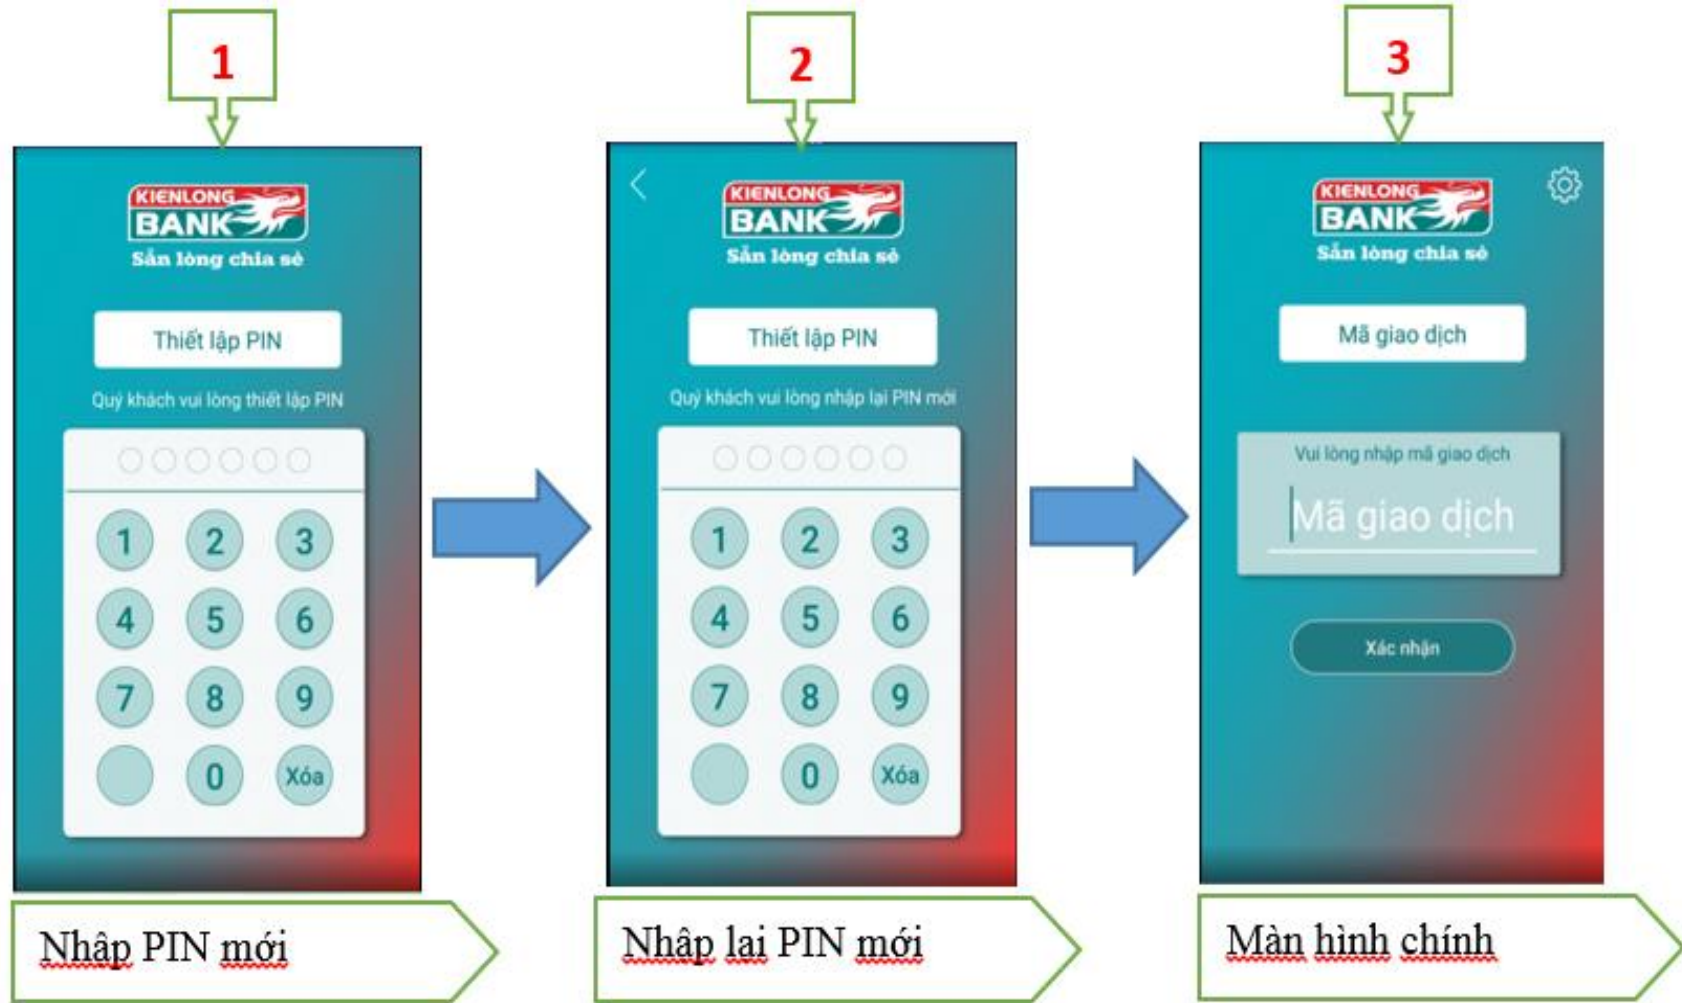 1
2
3
KIENLONG
BANK
Sẵn lòng chia sẻ
Thiết lập PIN
Quý khách vui lòng thiết lập PIN
1 2 3
4 5 6
7 8 9
0 Xóa
Nhập PIN mới
KIENLONG
BANK
Sẵn lòng chia sẻ
Thiết lập PIN
Quý khách vui lòng nhập lại PIN mới
1 2 3
4 5 6
7 8 9
0 Xóa
Nhập lại PIN mới
KIENLONG
BANK
Sẵn lòng chia sẻ
Mã giao dịch
Vui lòng nhập mã giao dịch
Mã giao dịch
Xác nhận
Màn hình chính